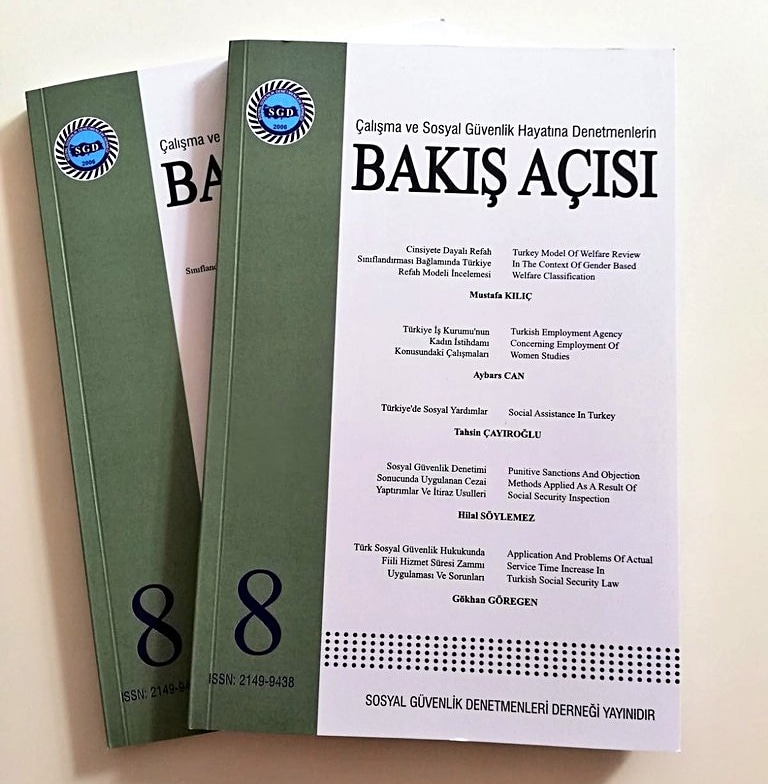 SGD
2006
Çalışma ve
BA
Sınıflandı
8
ISSN: 2149-94
SGD
2006
Çalışma ve Sosyal Güvenlik Hayatına Denetmenlerin
BAKIŞ AÇISI
Cinsiyete Dayalı Refah
Sınıflandırması Bağlamında Türkiye
Refah Modeli İncelemesi
Turkey Model Of Welfare Review
In The Context Of Gender Based
Welfare Classification
Mustafa KILIÇ
Türkiye İş Kurumu'nun
Kadın İstihdamı
Konusundaki Çalışmaları
Turkish Employment Agency
Concerning Employment Of
Women Studies
Aybars CAN
Türkiye'de Sosyal Yardımlar
Social Assistance In Turkey
Tahsin ÇAYIROĞLU
Sosyal Güvenlik Denetimi
Sonucunda Uygulanan Cezai
Yaptırımlar Ve İtiraz Usulleri
Punitive Sanctions And Objection
Methods Applied As A Result Of
Social Security Inspection
Hilal SÖYLEMEZ
Türk Sosyal Güvenlik Hukukunda
Fiili Hizmet Süresi Zammı
Uygulaması Ve Sorunları
Application And Problems Of Actual
Service Time Increase In
Turkish Social Security Law
Gökhan GÖREGEN
8
ISSN: 2149-9438
SOSYAL GÜVENLİK DENETMENLERİ DERNEĞİ YAYINIDIR